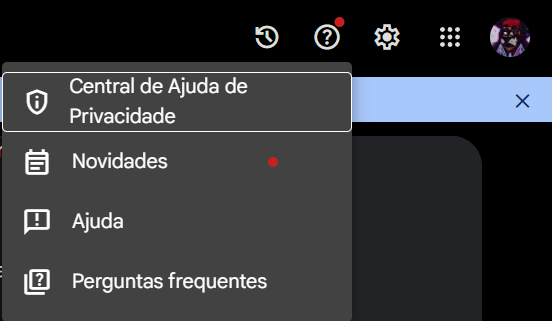 Central de Ajuda de
Privacidade
Novidades
Ajuda
Perguntas frequentes